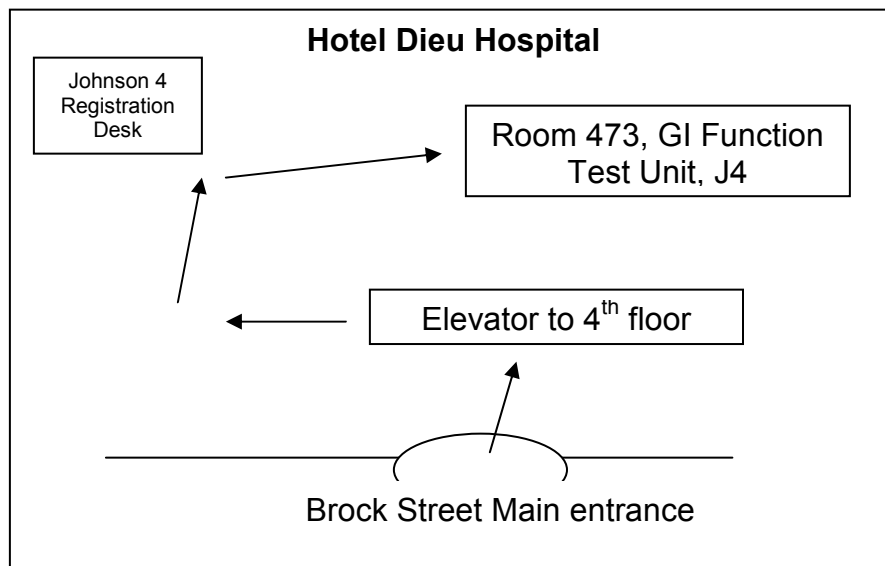 Hotel Dieu Hospital
Johnson 4
Registration
Desk
Room 473, GI Function
Test Unit, J4
Elevator to 4th floor
Brock Street Main entrance